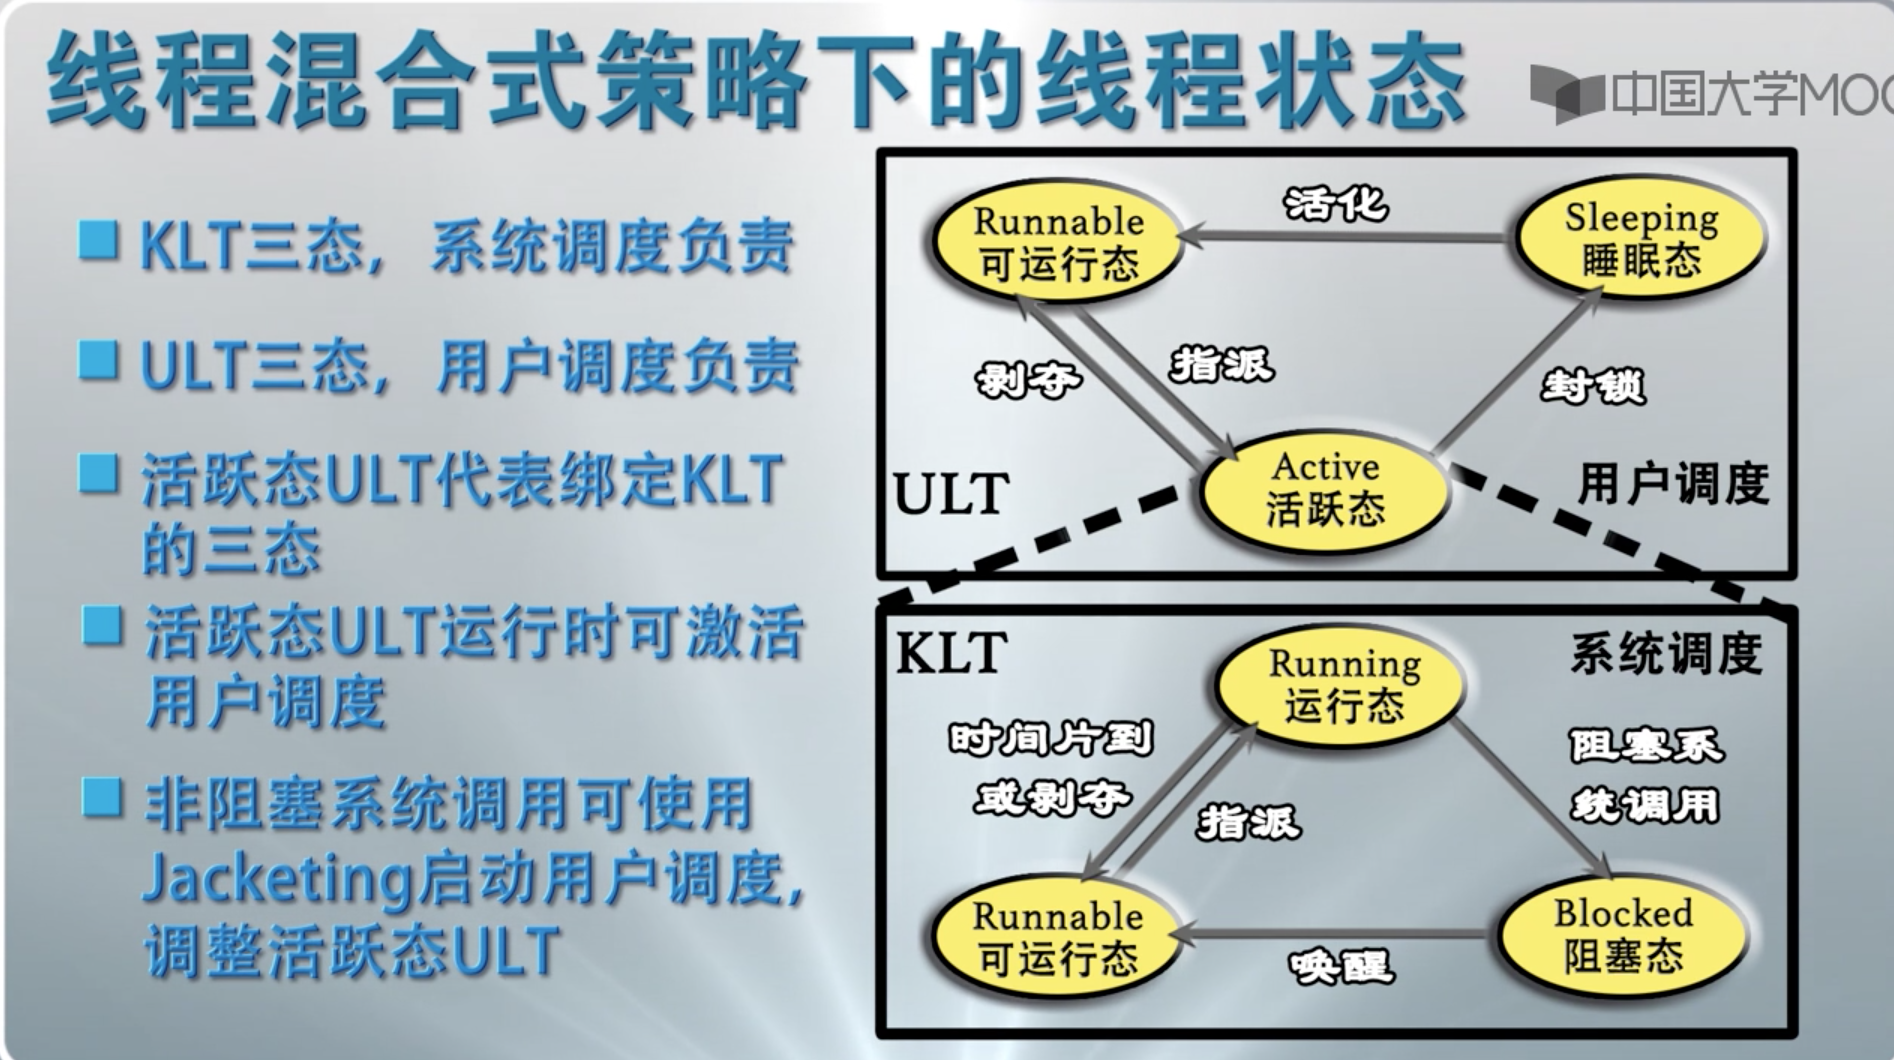 线程混合式策略下的线程状态
中国大学MOO
KLT三态，系统调度负责
ULT三态，用户调度负责
活跃态ULT代表绑定KLT
的三态
活跃态ULT运行时可激活
用户调度
非阻塞系统调用可使用
Jacketing启动用户调度，
调整活跃态ULT
Runnable
可运行态
活化
Sleeping
睡眠态
剥夺
指派
封锁
ULT
Active
活跃态
用户调度
KLT
Running
运行态
系统调度
时间片到
或剥夺
指派
阻塞系
统调用
Runnable
可运行态
唤醒
Blocked
阻塞态